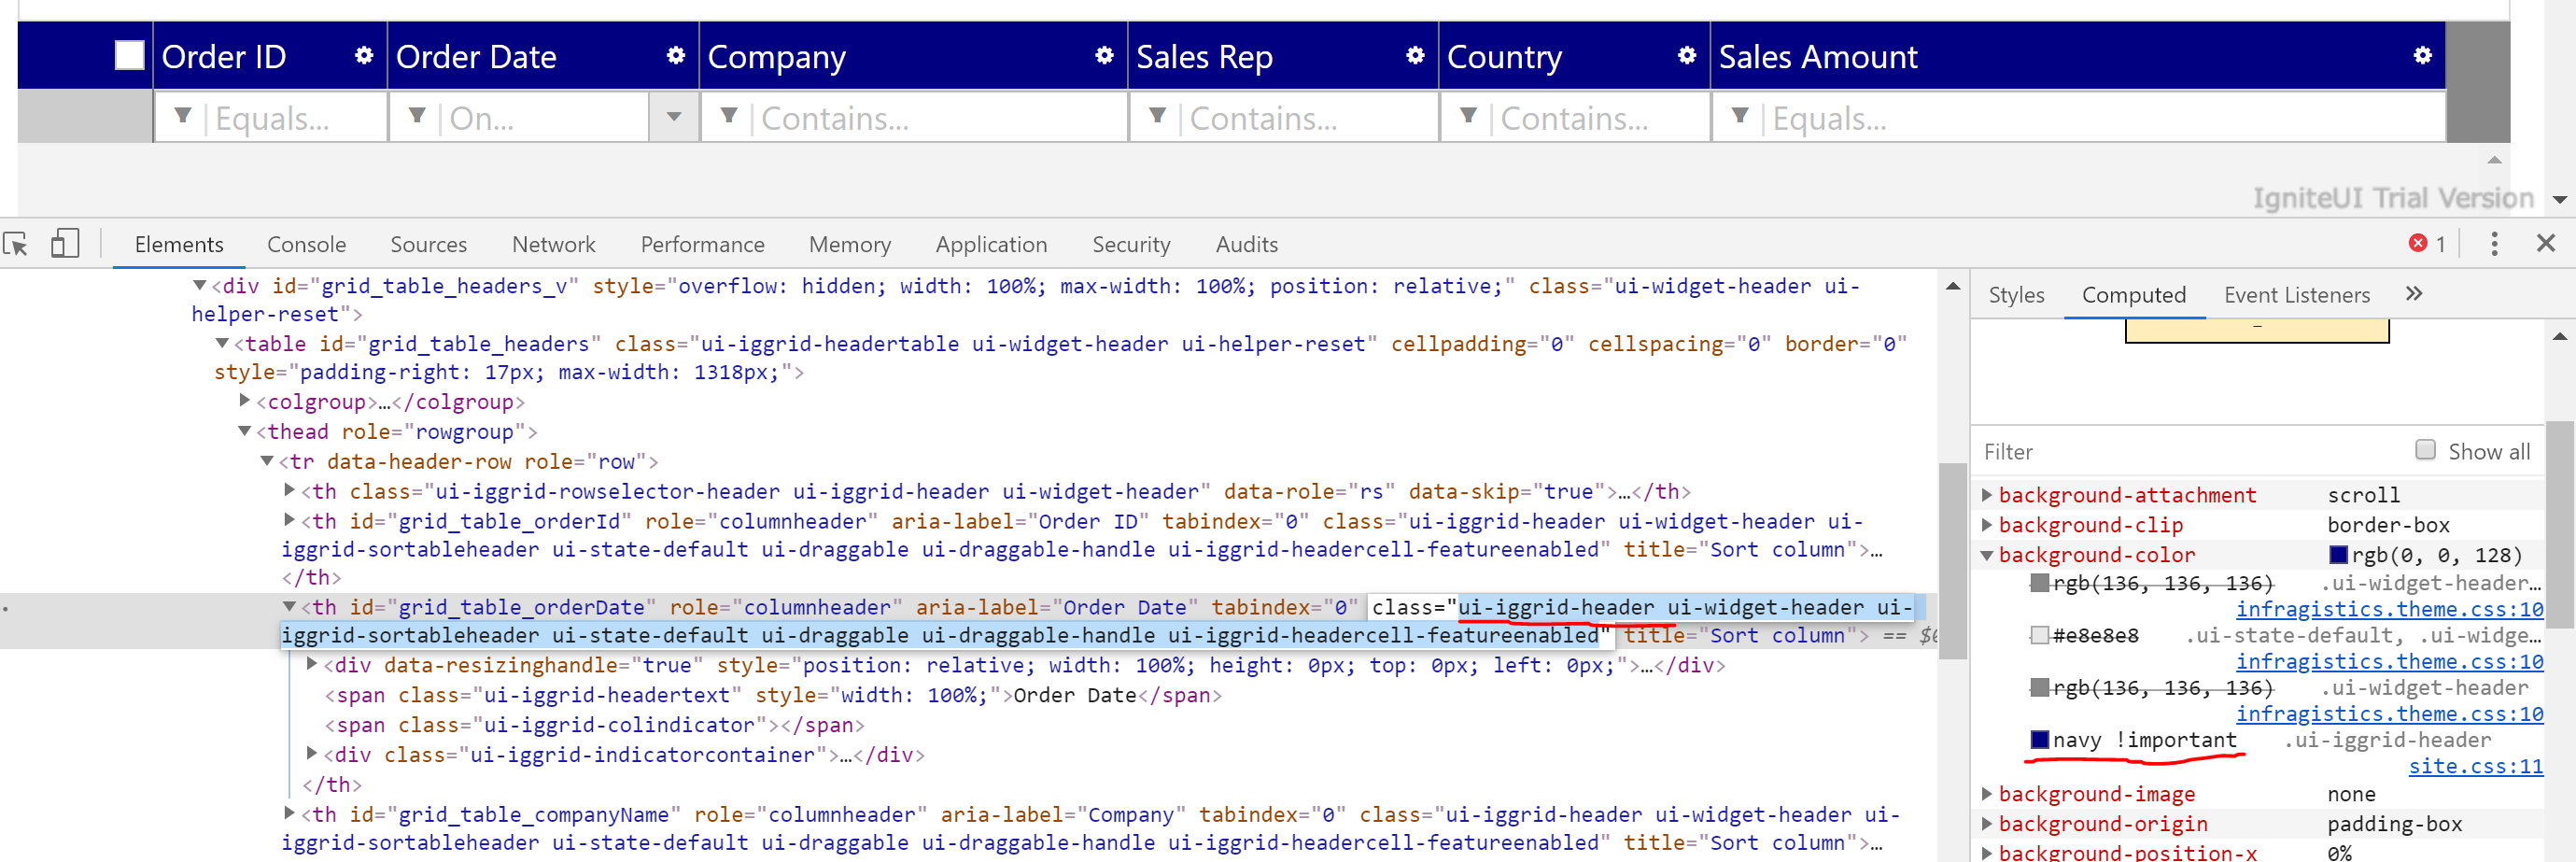 Order ID Order Date Company Sales Rep Country Sales Amount
Equals... On... Contains... Contains... Contains... Equals...
IgniteUI Trial Version
Elements Console Sources Network Performance Memory Application Security Audits 1
<div id="grid_table_headers_v" style="overflow: hidden; width: 100%; max-width: 100%; position: relative;" class="ui-widget-header ui-
helper-reset">
<table id="grid_table_headers" class="ui-iggrid-headertable ui-widget-header ui-helper-reset" cellpadding="0" cellspacing="0" border="0"
style="padding-right: 17px; max-width: 1318px;">
<colgroup>…</colgroup>
<thead role="rowgroup">
<tr data-header-row role="row">
<th class="ui-iggrid-rowselector-header ui-iggrid-header ui-widget-header" data-role="rs" data-skip="true">…</th>
<th id="grid_table_orderId" role="columnheader" aria-label="Order ID" tabindex="0" class="ui-iggrid-header ui-widget-header ui-
iggrid-sortableheader ui-state-default ui-draggable ui-draggable-handle ui-iggrid-headercell-featureenabled" title="Sort column">…
</th>
<th id="grid_table_orderDate" role="columnheader" aria-label="Order Date" tabindex="0" class="ui-iggrid-header ui-widget-header ui-
iggrid-sortableheader ui-state-default ui-draggable ui-draggable-handle ui-iggrid-headercell-featureenabled" title="Sort column"> ==
<div data-resizinghandle="true" style="position: relative; width: 100%; height: 0px; top: 0px; left: 0px;">…</div>
<span class="ui-iggrid-headertext" style="width: 100%;">Order Date</span>
<span class="ui-iggrid-colindicator"></span>
<div class="ui-iggrid-indicatorcontainer">…</div>
</th>
<th id="grid_table_companyName" role="columnheader" aria-label="Company" tabindex="0" class="ui-iggrid-header ui-widget-header ui-
iggrid-sortableheader ui-state-default ui-draggable ui-draggable-handle ui-iggrid-headercell-featureenabled" title="Sort column">…
Styles Computed Event Listeners »
–
Filter Show all
background-attachment scroll
background-clip border-box
background-color rgb(0, 0, 128)
rgb(136, 136, 136) .ui-widget-header…
infragistics.theme.css:10
#e8e8e8 .ui-state-default, .ui-widge…
infragistics.theme.css:10
rgb(136, 136, 136) .ui-widget-header
infragistics.theme.css:10
navy !important .ui-iggrid-header
site.css:11
background-image none
background-origin padding-box
background-position-x 0%